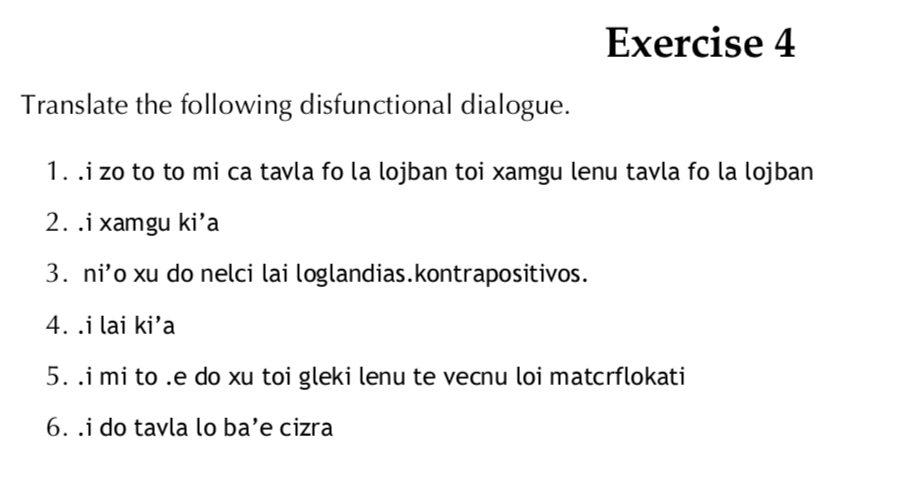 Exercise 4
Translate the following disfunctional dialogue.
1. .i zo to to mi ca tavla fo la lojban toi xamgu lenu tavla fo la lojban
2. .i xamgu ki’a
3. ni’o xu do nelci lai loglandias.kontrapositivos.
4. .i lai ki’a
5. .i mi to .e do xu toi gleki lenu te vecnu loi matcrflokati
6. .i do tavla lo ba’e cizra